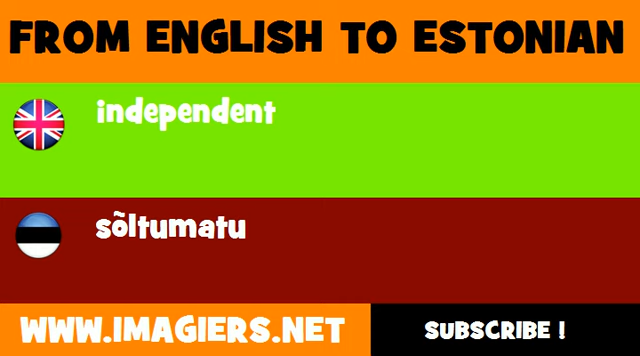 FROM ENGLISH TO ESTONIAN
independent
sõltumatu
WWW.IMAGIERS.NET
SUBSCRIBE !